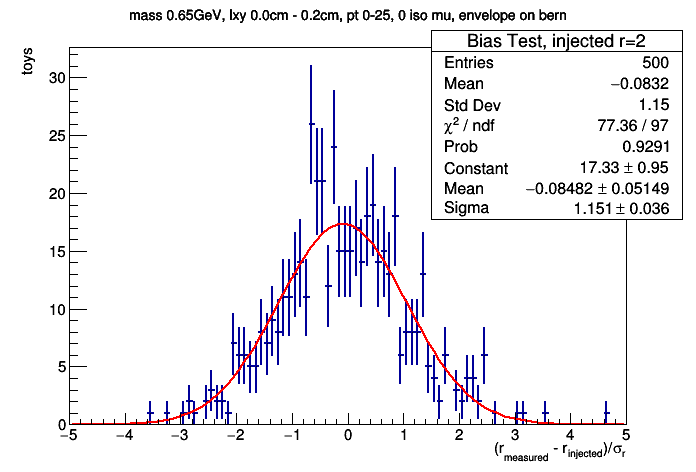 mass 0.65GeV, lxy 0.0cm - 0.2cm, pt 0-25, 0 iso mu, envelope on bern
toys
Bias Test, injected r=2
Entries 500
Mean −0.0832
Std Dev 1.15
χ² / ndf 77.36 / 97
Prob 0.9291
Constant 17.33 ± 0.95
Mean −0.08482 ± 0.05149
Sigma 1.151 ± 0.036
30
25
20
15
10
5
0
−5 −4 −3 −2 −1 0 1 2 3 4 5
(r_measured - r_injected)/σ_r